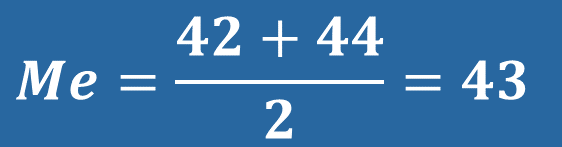 Me = (42 + 44) / 2 = 43